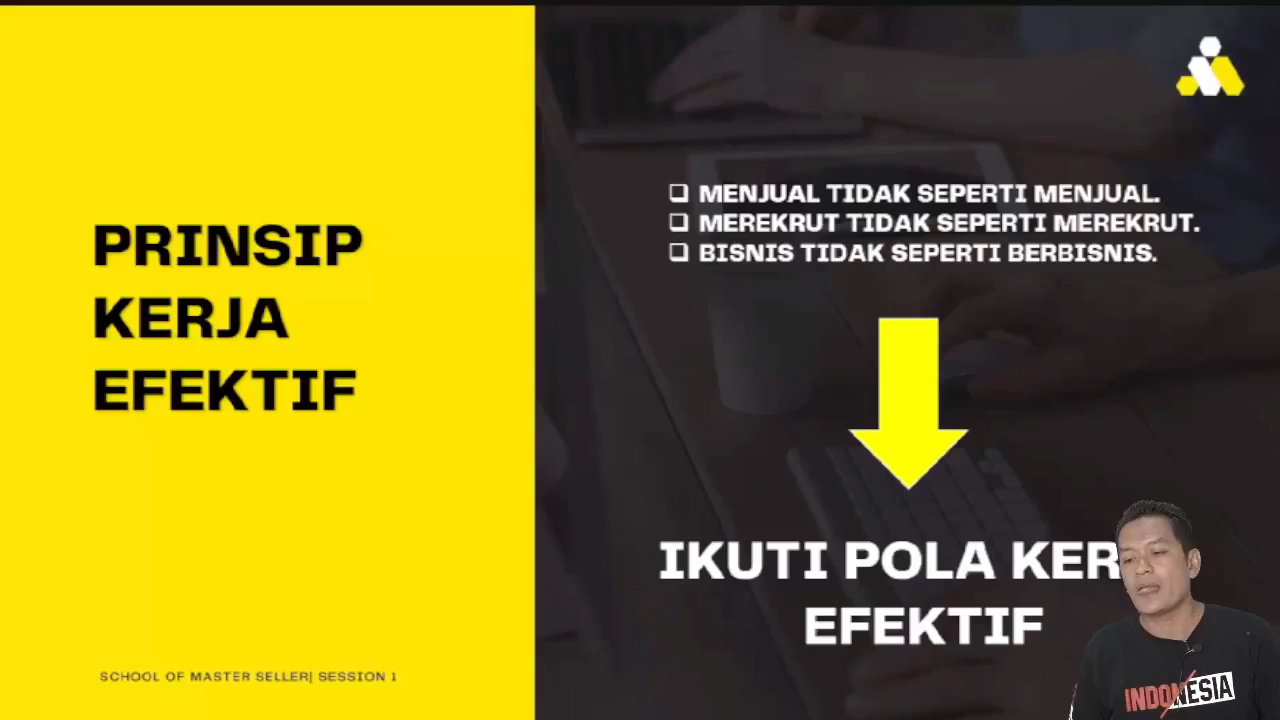 PRINSIP
KERJA
EFEKTIF
❑ MENJUAL TIDAK SEPERTI MENJUAL.
❑ MEREKRUT TIDAK SEPERTI MEREKRUT.
❑ BISNIS TIDAK SEPERTI BERBISNIS.
IKUTI POLA KER
EFEKTIF
SCHOOL OF MASTER SELLER| SESSION 1
INDONESIA